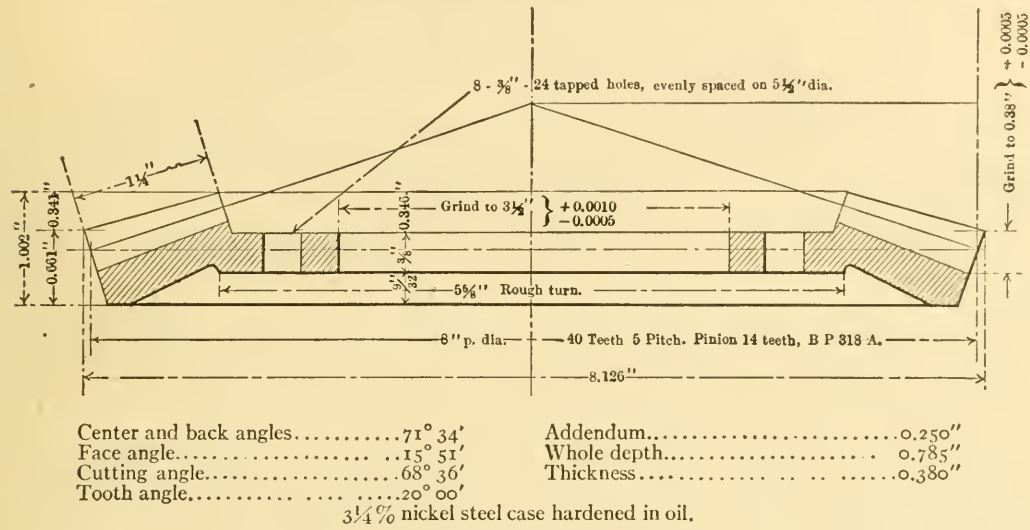 8 - 3/8" - 24 tapped holes, evenly spaced on 5½" dia.
Grind to 0.38" } + 0.0005
- 0.0005
1¼"
1.002"
0.341"
0.661"
0.346"
Grind to 3½" } + 0.0010
- 0.0005
3/8"
9/32"
5⅝" Rough turn.
8" p. dia. 40 Teeth 5 Pitch. Pinion 14 teeth, B P 318 A.
8.126"
Center and back angles..........71° 34′
Face angle..................15° 51′
Cutting angle................68° 36′
Tooth angle..................20° 00′
Addendum........................0.250"
Whole depth.................. 0.785"
Thickness.....................0.380"
3¼% nickel steel case hardened in oil.